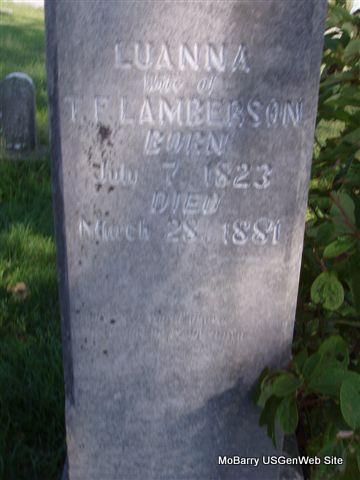 LUANNA
Wife of
T. F. LAMBERSON
BORN
July 7, 1823
DIED
March 28, 1881
MoBarry USGenWeb Site